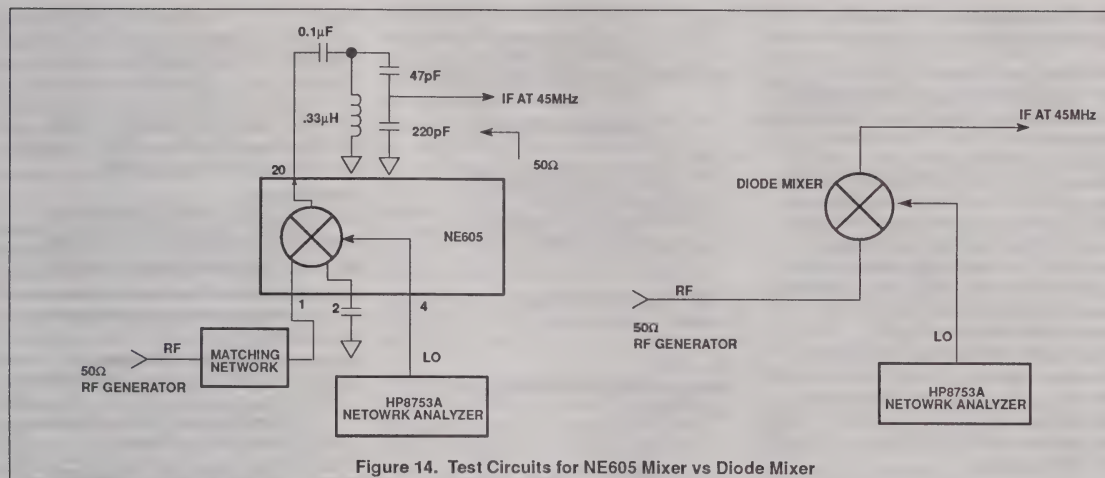 0.1µF
47pF
IF AT 45MHz
.33µH
220pF
50Ω
20
NE605
1
2
4
RF
MATCHING
NETWORK
50Ω
RF GENERATOR
LO
HP8753A
NETOWRK ANALYZER
IF AT 45MHz
DIODE MIXER
RF
50Ω
RF GENERATOR
LO
HP8753A
NETOWRK ANALYZER
Figure 14. Test Circuits for NE605 Mixer vs Diode Mixer